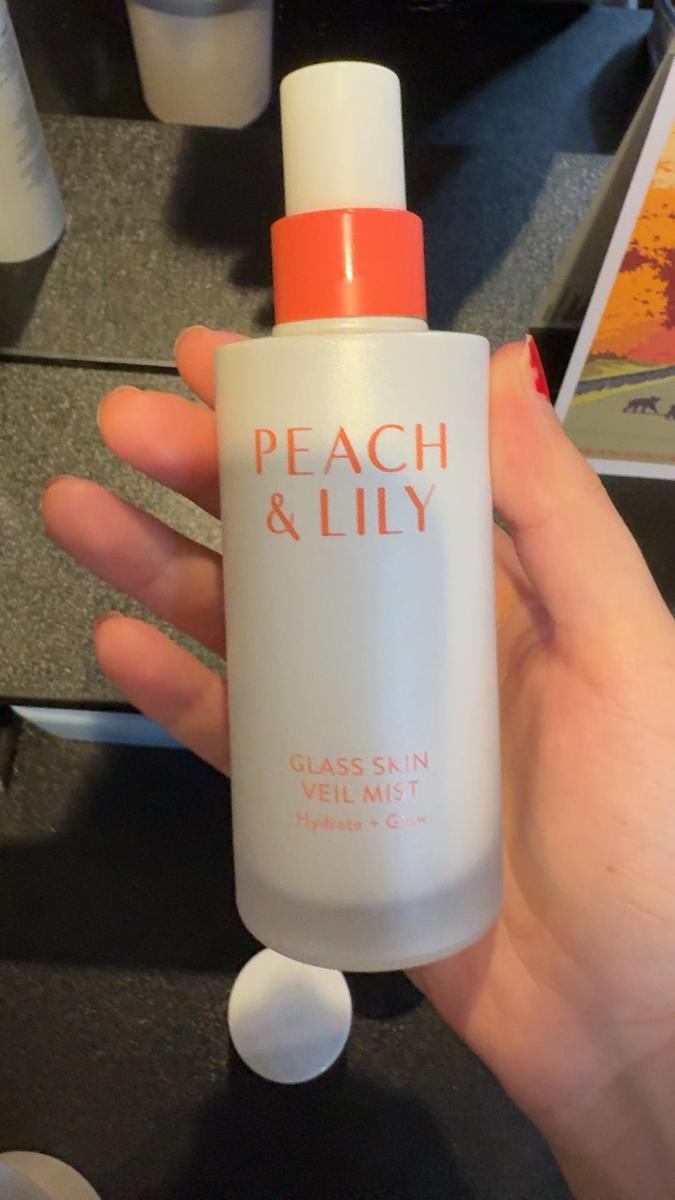 PEACH
& LILY
GLASS SKIN
VEIL MIST
Hydrate + Glow